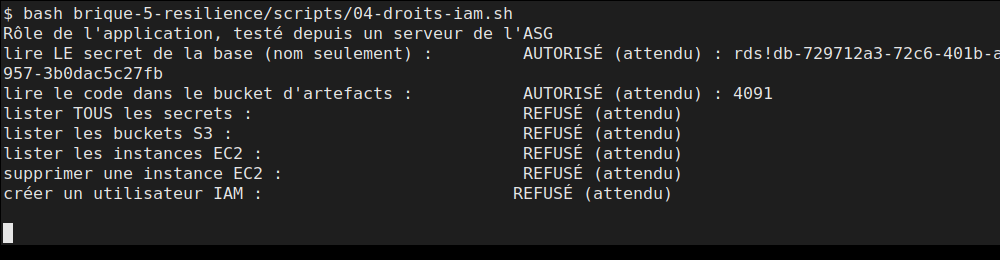 $ bash brique-5-resilience/scripts/04-droits-iam.sh
Rôle de l'application, testé depuis un serveur de l'ASG
lire LE secret de la base (nom seulement) :         AUTORISÉ (attendu) : rds!db-729712a3-72c6-401b-a
957-3b0dac5c27fb
lire le code dans le bucket d'artefacts :           AUTORISÉ (attendu) : 4091
lister TOUS les secrets :                           REFUSÉ (attendu)
lister les buckets S3 :                             REFUSÉ (attendu)
lister les instances EC2 :                          REFUSÉ (attendu)
supprimer une instance EC2 :                        REFUSÉ (attendu)
créer un utilisateur IAM :                         REFUSÉ (attendu)